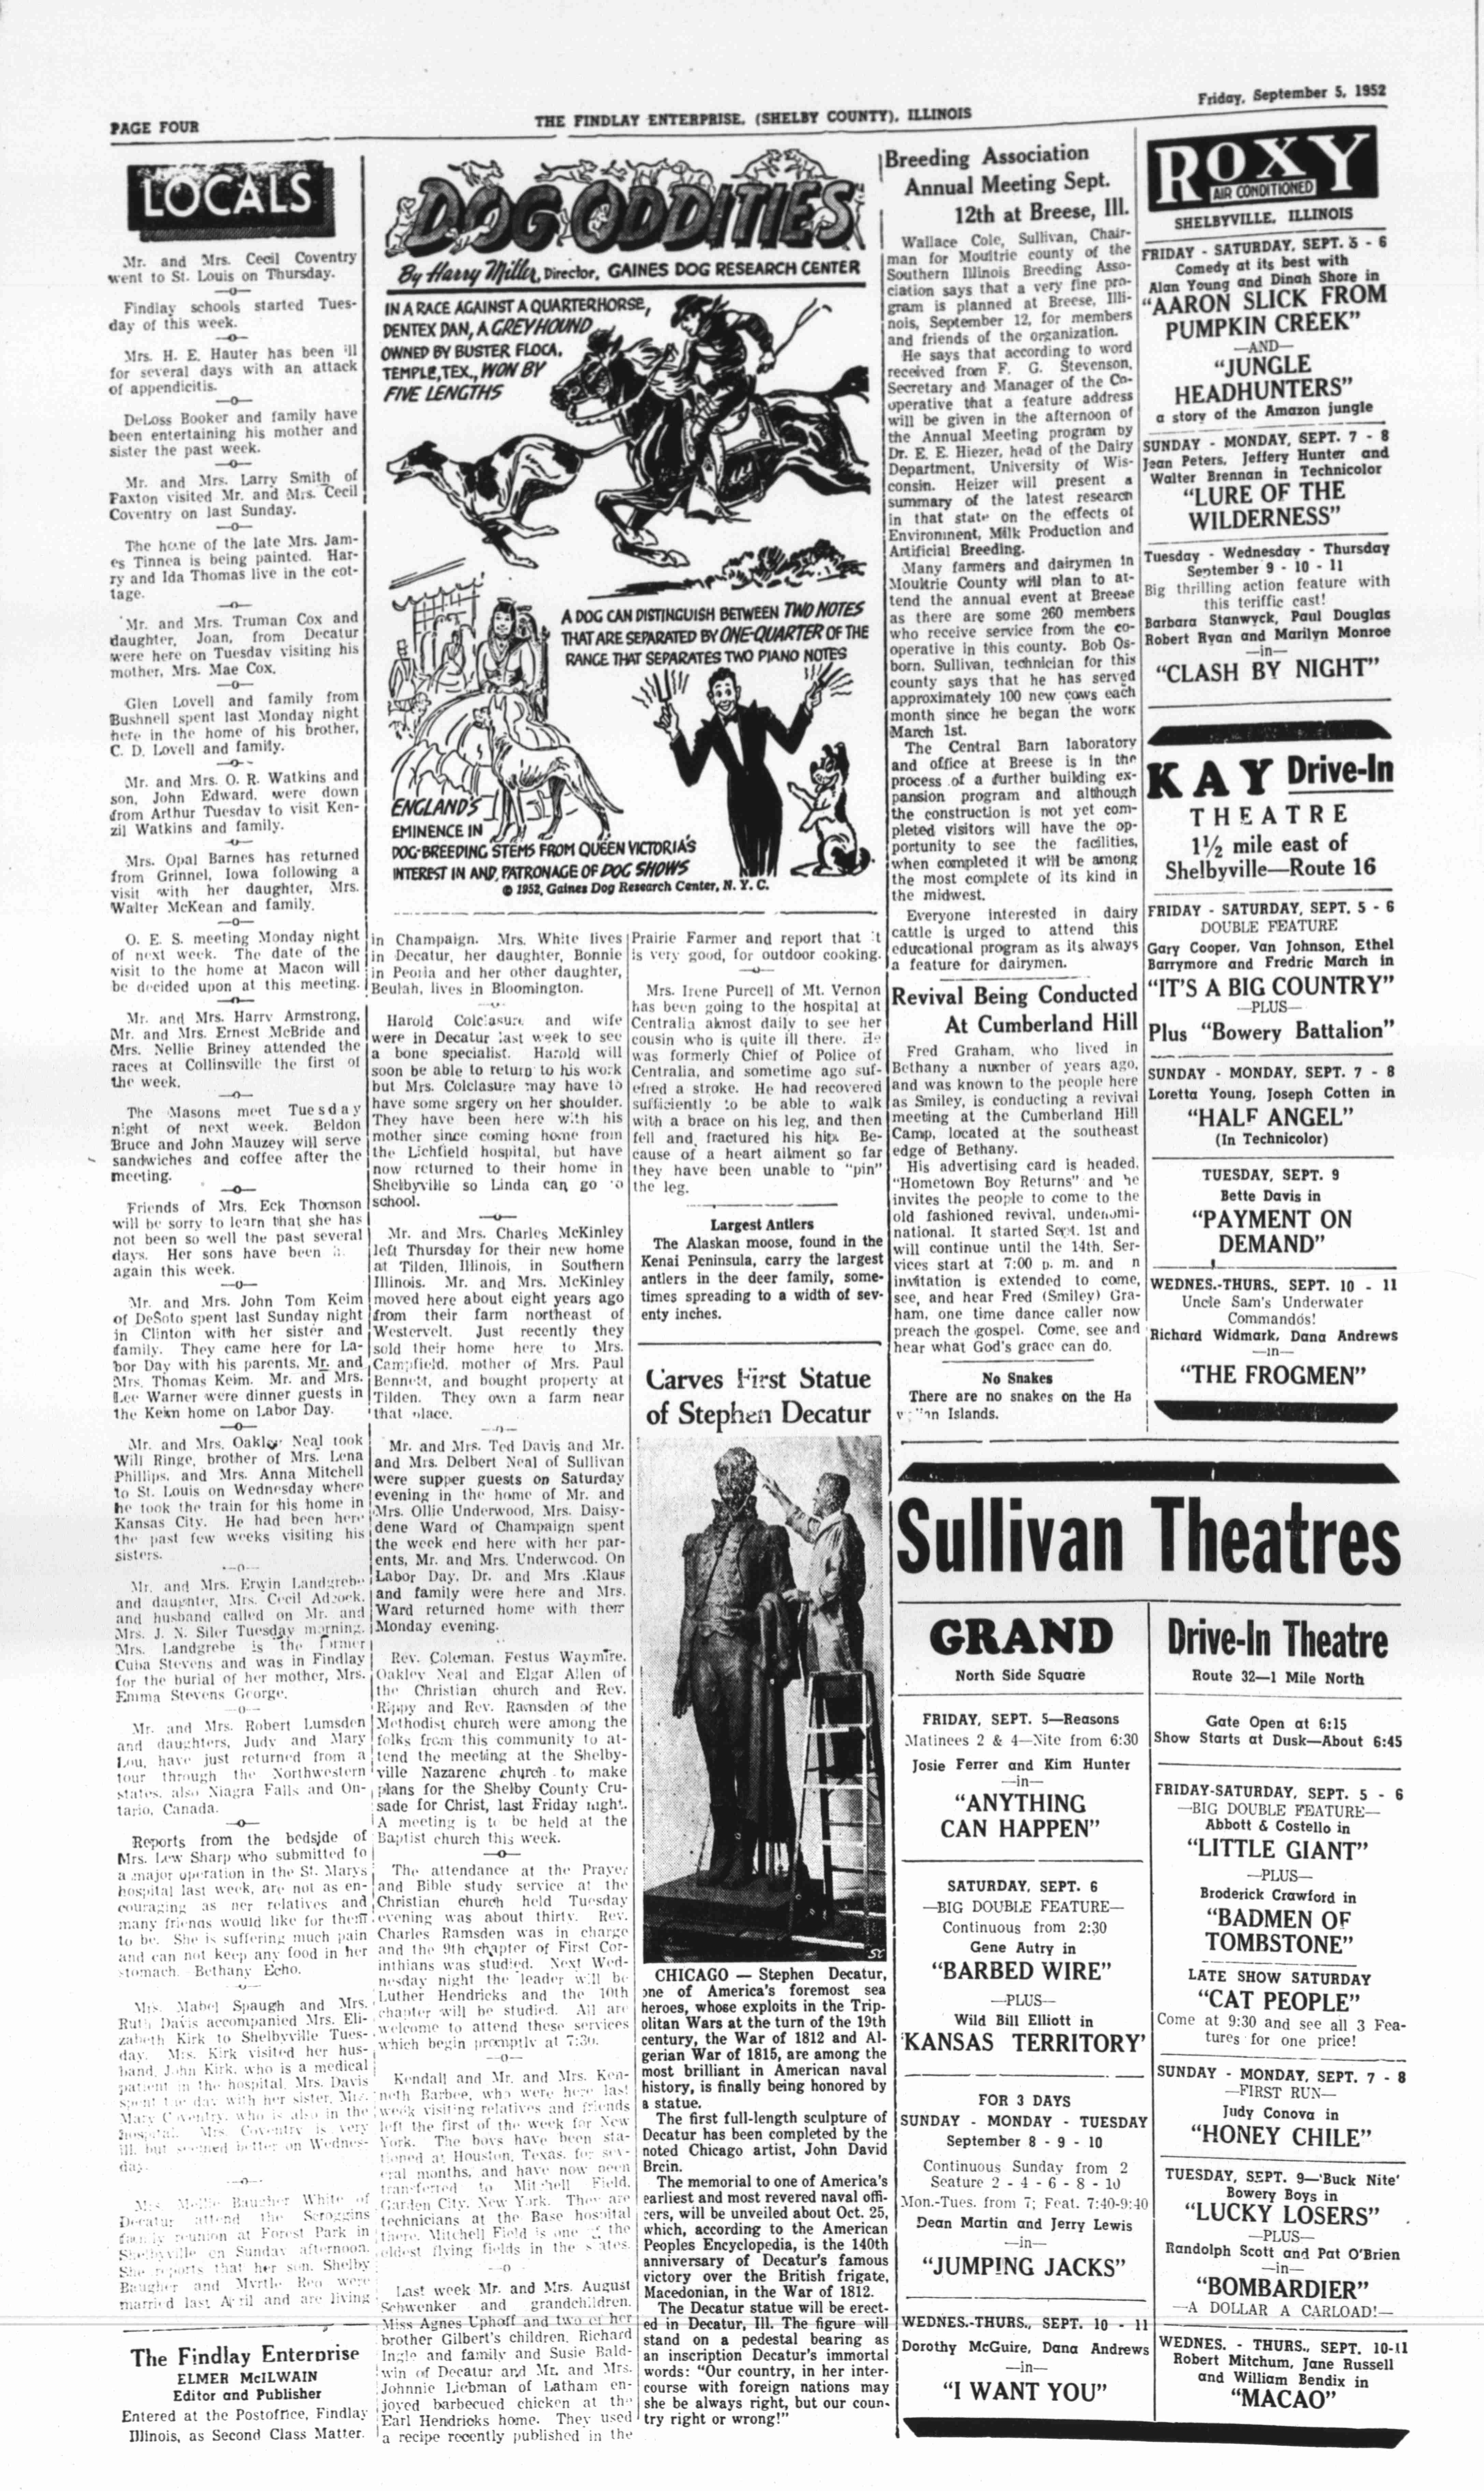 PAGE FOUR
THE FINDLAY ENTERPRISE, (SHELBY COUNTY), ILLINOIS
Friday, September 5, 1952
LOCALS
Mr. and Mrs. Cecil Coventry
went to St. Louis on Thursday.
—o—
Findlay schools started Tues-
day of this week.
—o—
Mrs. H. E. Hauter has been ill
for several days with an attack
of appendicitis.
—o—
DeLoss Booker and family have
been entertaining his mother and
sister the past week.
—o—
Mr. and Mrs. Larry Smith of
Faxton visited Mr. and Mrs. Cecil
Coventry on last Sunday.
—o—
The home of the late Mrs. Jam-
es Tinnea is being painted. Har-
ry and Ida Thomas live in the cot-
tage.
—o—
Mr. and Mrs. Truman Cox and
daughter, Joan, from Decatur
were here on Tuesday visiting his
mother, Mrs. Mae Cox.
—o—
Glen Lovell and family from
Bushnell spent last Monday night
here in the home of his brother,
C. D. Lovell and family.
—o—
Mr. and Mrs. O. R. Watkins and
son, John Edward, were down
from Arthur Tuesday to visit Ken-
zil Watkins and family.
—o—
Mrs. Opal Barnes has returned
from Grinnel, Iowa following a
visit with her daughter, Mrs.
Walter McKean and family.
—o—
O. E. S. meeting Monday night
of next week. The date of the
visit to the home at Macon will
be decided upon at this meeting.
—o—
Mr. and Mrs. Harry Armstrong,
Mr. and Mrs. Ernest McBride and
Mrs. Nellie Briney attended the
races at Collinsville the first of
the week.
—o—
The Masons meet Tuesday
night of next week. Beldon
Bruce and John Mauzey will serve
sandwiches and coffee after the
meeting.
—o—
Friends of Mrs. Eck Thomson
will be sorry to learn that she has
not been so well the past several
days. Her sons have been
again this week.
—o—
Mr. and Mrs. John Tom Keim
of DeSoto spent last Sunday night
in Clinton with her sister and
family. They came here for La-
bor Day with his parents, Mr. and
Mrs. Thomas Keim. Mr. and Mrs.
Lee Warner were dinner guests in
the Keim home on Labor Day.
—o—
Mr. and Mrs. Oakley Neal took
Will Ringe, brother of Mrs. Lena
Phillips, and Mrs. Anna Mitchell
to St. Louis on Wednesday where
he took the train for his home in
Kansas City. He had been here
the past few weeks visiting his
sisters.
—o—
Mr. and Mrs. Erwin Landgrebe
and daughter, Mrs. Cecil Adcock,
and husband called on Mr. and
Mrs. J. N. Siler Tuesday morning.
Mrs. Landgrebe is the former
Cuba Stevens and was in Findlay
for the burial of her mother, Mrs.
Emma Stevens George.
—o—
Mr. and Mrs. Robert Lumsden
and daughters, Judy and Mary
Lou, have just returned from a
tour through the Northwestern
states, also Niagra Falls and On-
tario, Canada.
—o—
Reports from the bedside of
Mrs. Lew Sharp who submitted to
a major operation in the St. Marys
hospital last week, are not as en-
couraging as her relatives and
many friends would like for them
to be. She is suffering much pain
and can not keep any food in her
stomach. Bethany Echo.
Mrs. Mabel Spaugh and Mrs.
Ruth Davis accompanied Mrs. Eli-
zabeth Kirk to Shelbyville Tues-
day. Mrs. Kirk visited her hus-
band, John Kirk, who is a medical
patient in the hospital. Mrs. Davis
spent the day with her sister, Mrs.
Mary Coventry, who is also in the
hospital. Mrs. Coventry is very
ill, but seemed better on Wednes-
day.
—o—
Mrs. Mellie Baugher White of
Decatur attend the Scroggins
family reunion at Forest Park in
Shelbyville on Sunday afternoon.
She reports that her son, Shelby
Baugher and Myrtle Reo were
married last April and are living
The Findlay Enterprise
ELMER McILWAIN
Editor and Publisher
Entered at the Postoffice, Findlay
Illinois, as Second Class Matter.
DOG ODDITIES
By Harry Miller, Director, GAINES DOG RESEARCH CENTER
IN A RACE AGAINST A QUARTERHORSE,
DENTEX DAN, A GREYHOUND
OWNED BY BUSTER FLOCA,
TEMPLE, TEX., WON BY
FIVE LENGTHS
A DOG CAN DISTINGUISH BETWEEN TWO NOTES
THAT ARE SEPARATED BY ONE-QUARTER OF THE
RANGE THAT SEPARATES TWO PIANO NOTES
ENGLAND'S
EMINENCE IN
DOG-BREEDING STEMS FROM QUEEN VICTORIA'S
INTEREST IN AND PATRONAGE OF DOG SHOWS
© 1952, Gaines Dog Research Center, N. Y. C.
in Champaign. Mrs. White lives
in Decatur, her daughter, Bonnie
in Peoria and her other daughter,
Beulah, lives in Bloomington.
Harold Colclasure and wife
were in Decatur last week to see
a bone specialist. Harold will
soon be able to return to his work
but Mrs. Colclasure may have to
have some srgery on her shoulder.
They have been here with his
mother since coming home from
the Lichfield hospital, but have
now returned to their home in
Shelbyville so Linda can go to
school.
—o—
Mr. and Mrs. Charles McKinley
left Thursday for their new home
at Tilden, Illinois, in Southern
Illinois. Mr. and Mrs. McKinley
moved here about eight years ago
from their farm northeast of
Westervelt. Just recently they
sold their home here to Mrs.
Campfield, mother of Mrs. Paul
Bennett, and bought property at
Tilden. They own a farm near
that place.
—o—
Mr. and Mrs. Ted Davis and Mr.
and Mrs. Delbert Neal of Sullivan
were supper guests on Saturday
evening in the home of Mr. and
Mrs. Ollie Underwood. Mrs. Daisy-
dene Ward of Champaign spent
the week end here with her par-
ents, Mr. and Mrs. Underwood. On
Labor Day, Dr. and Mrs .Klaus
and family were here and Mrs.
Ward returned home with them
Monday evening.
Rev. Coleman, Festus Waymire,
Oakley Neal and Elgar Allen of
the Christian church and Rev.
Rippy and Rev. Ramsden of the
Methodist church were among the
folks from this community to at-
tend the meeting at the Shelby-
ville Nazarene church to make
plans for the Shelby County Cru-
sade for Christ, last Friday night.
A meeting is to be held at the
Baptist church this week.
—o—
The attendance at the Prayer
and Bible study service at the
Christian church held Tuesday
evening was about thirty. Rev.
Charles Ramsden was in charge
and the 9th chapter of First Cor-
inthians was studied. Next Wed-
nesday night the leader will be
Luther Hendricks and the 10th
chapter will be studied. All are
welcome to attend these services
which begin promptly at 7:30.
—o—
Kendall and Mr. and Mrs. Ken-
neth Barbee, who were here last
week visiting relatives and friends
left the first of the week for New
York. The boys have been sta-
tioned at Houston, Texas, for sev-
eral months, and have now been
transferred to Mitchell Field,
Garden City, New York. They are
technicians at the Base hospital
there. Mitchell Field is one of the
oldest flying fields in the states.
—o
Last week Mr. and Mrs. August
Schwenker and grandchildren,
Miss Agnes Uphoff and two of her
brother Gilbert's children, Richard
Ingle and family and Susie Bald-
win of Decatur and Mr. and Mrs.
Johnnie Liebman of Latham en-
joyed barbecued chicken at the
Earl Hendricks home. They used
a recipe recently published in the
Prairie Farmer and report that it
is very good, for outdoor cooking.
—o—
Mrs. Irene Purcell of Mt. Vernon
has been going to the hospital at
Centralia almost daily to see her
cousin who is quite ill there. He
was formerly Chief of Police of
Centralia, and sometime ago suf-
efred a stroke. He had recovered
sufficiently to be able to walk
with a brace on his leg, and then
fell and fractured his hip. Be-
cause of a heart ailment so far
they have been unable to "pin"
the leg.
Largest Antlers
The Alaskan moose, found in the
Kenai Peninsula, carry the largest
antlers in the deer family, some-
times spreading to a width of sev-
enty inches.
Carves First Statue
of Stephen Decatur
SC
CHICAGO — Stephen Decatur,
one of America's foremost sea
heroes, whose exploits in the Trip-
olitan Wars at the turn of the 19th
century, the War of 1812 and Al-
gerian War of 1815, are among the
most brilliant in American naval
history, is finally being honored by
a statue.
The first full-length sculpture of
Decatur has been completed by the
noted Chicago artist, John David
Brcin.
The memorial to one of America's
earliest and most revered naval offi-
cers, will be unveiled about Oct. 25,
which, according to the American
Peoples Encyclopedia, is the 140th
anniversary of Decatur's famous
victory over the British frigate,
Macedonian, in the War of 1812.
The Decatur statue will be erect-
ed in Decatur, Ill. The figure will
stand on a pedestal bearing as
an inscription Decatur's immortal
words: "Our country, in her inter-
course with foreign nations may
she be always right, but our coun-
try right or wrong!"
Breeding Association
Annual Meeting Sept.
12th at Breese, Ill.
Wallace Cole, Sullivan, Chair-
man for Moultrie county of the
Southern Illinois Breeding Asso-
ciation says that a very fine pro-
gram is planned at Breese, Illi-
nois, September 12, for members
and friends of the organization.
He says that according to word
received from F. G. Stevenson,
Secretary and Manager of the Co-
operative that a feature address
will be given in the afternoon of
the Annual Meeting program by
Dr. E. E. Hiezer, head of the Dairy
Department, University of Wis-
consin. Heizer will present a
summary of the latest research
in that state on the effects of
Environment, Milk Production and
Artificial Breeding.
Many farmers and dairymen in
Moultrie County will plan to at-
tend the annual event at Breese
as there are some 260 members
who receive service from the co-
operative in this county. Bob Os-
born, Sullivan, technician for this
county says that he has served
approximately 100 new cows each
month since he began the work
March 1st.
The Central Barn laboratory
and office at Breese is in the
process of a further building ex-
pansion program and although
the construction is not yet com-
pleted visitors will have the op-
portunity to see the facilities,
when completed it will be among
the most complete of its kind in
the midwest.
Everyone interested in dairy
cattle is urged to attend this
educational program as its always
a feature for dairymen.
Revival Being Conducted
At Cumberland Hill
Fred Graham, who lived in
Bethany a number of years ago,
and was known to the people here
as Smiley, is conducting a revival
meeting at the Cumberland Hill
Camp, located at the southeast
edge of Bethany.
His advertising card is headed,
"Hometown Boy Returns" and he
invites the people to come to the
old fashioned revival, undenomi-
national. It started Sept. 1st and
will continue until the 14th. Ser-
vices start at 7:00 p. m. and n
invitation is extended to come,
see, and hear Fred (Smiley) Gra-
ham, one time dance caller now
preach the gospel. Come, see and
hear what God's grace can do.
No Snakes
There are no snakes on the Ha
Islands.
ROXY
AIR CONDITIONED
SHELBYVILLE, ILLINOIS
FRIDAY - SATURDAY, SEPT. 5 - 6
Comedy at its best with
Alan Young and Dinah Shore in
"AARON SLICK FROM
PUMPKIN CREEK"
—AND—
"JUNGLE
HEADHUNTERS"
a story of the Amazon jungle
SUNDAY - MONDAY, SEPT. 7 - 8
Jean Peters, Jeffery Hunter and
Walter Brennan in Technicolor
"LURE OF THE
WILDERNESS"
Tuesday - Wednesday - Thursday
September 9 - 10 - 11
Big thrilling action feature with
this teriffic cast!
Barbara Stanwyck, Paul Douglas
Robert Ryan and Marilyn Monroe
—in—
"CLASH BY NIGHT"
KAY Drive-In
THEATRE
1½ mile east of
Shelbyville—Route 16
FRIDAY - SATURDAY, SEPT. 5 - 6
DOUBLE FEATURE
Gary Cooper, Van Johnson, Ethel
Barrymore and Fredric March in
"IT'S A BIG COUNTRY"
—PLUS—
Plus "Bowery Battalion"
SUNDAY - MONDAY, SEPT. 7 - 8
Loretta Young, Joseph Cotten in
"HALF ANGEL"
(In Technicolor)
TUESDAY, SEPT. 9
Bette Davis in
"PAYMENT ON
DEMAND"
WEDNES.-THURS., SEPT. 10 - 11
Uncle Sam's Underwater
Commandos!
Richard Widmark, Dana Andrews
—in—
"THE FROGMEN"
Sullivan Theatres
GRAND
North Side Square
FRIDAY, SEPT. 5—Reasons
Matinees 2 & 4—Nite from 6:30
Josie Ferrer and Kim Hunter
—in—
"ANYTHING
CAN HAPPEN"
SATURDAY, SEPT. 6
—BIG DOUBLE FEATURE—
Continuous from 2:30
Gene Autry in
"BARBED WIRE"
—PLUS—
Wild Bill Elliott in
'KANSAS TERRITORY'
FOR 3 DAYS
SUNDAY - MONDAY - TUESDAY
September 8 - 9 - 10
Continuous Sunday from 2
Seature 2 - 4 - 6 - 8 - 10
Mon.-Tues. from 7; Feat. 7:40-9:40
Dean Martin and Jerry Lewis
—in—
"JUMPING JACKS"
WEDNES.-THURS., SEPT. 10 - 11
Dorothy McGuire, Dana Andrews
—in—
"I WANT YOU"
Drive-In Theatre
Route 32—1 Mile North
Gate Open at 6:15
Show Starts at Dusk—About 6:45
FRIDAY-SATURDAY, SEPT. 5 - 6
—BIG DOUBLE FEATURE—
Abbott & Costello in
"LITTLE GIANT"
—PLUS—
Broderick Crawford in
"BADMEN OF
TOMBSTONE"
LATE SHOW SATURDAY
"CAT PEOPLE"
Come at 9:30 and see all 3 Fea-
tures for one price!
SUNDAY - MONDAY, SEPT. 7 - 8
—FIRST RUN—
Judy Conova in
"HONEY CHILE"
TUESDAY, SEPT. 9—'Buck Nite'
Bowery Boys in
"LUCKY LOSERS"
—PLUS—
Randolph Scott and Pat O'Brien
—in—
"BOMBARDIER"
—A DOLLAR A CARLOAD!—
WEDNES. - THURS., SEPT. 10-11
Robert Mitchum, Jane Russell
and William Bendix in
"MACAO"